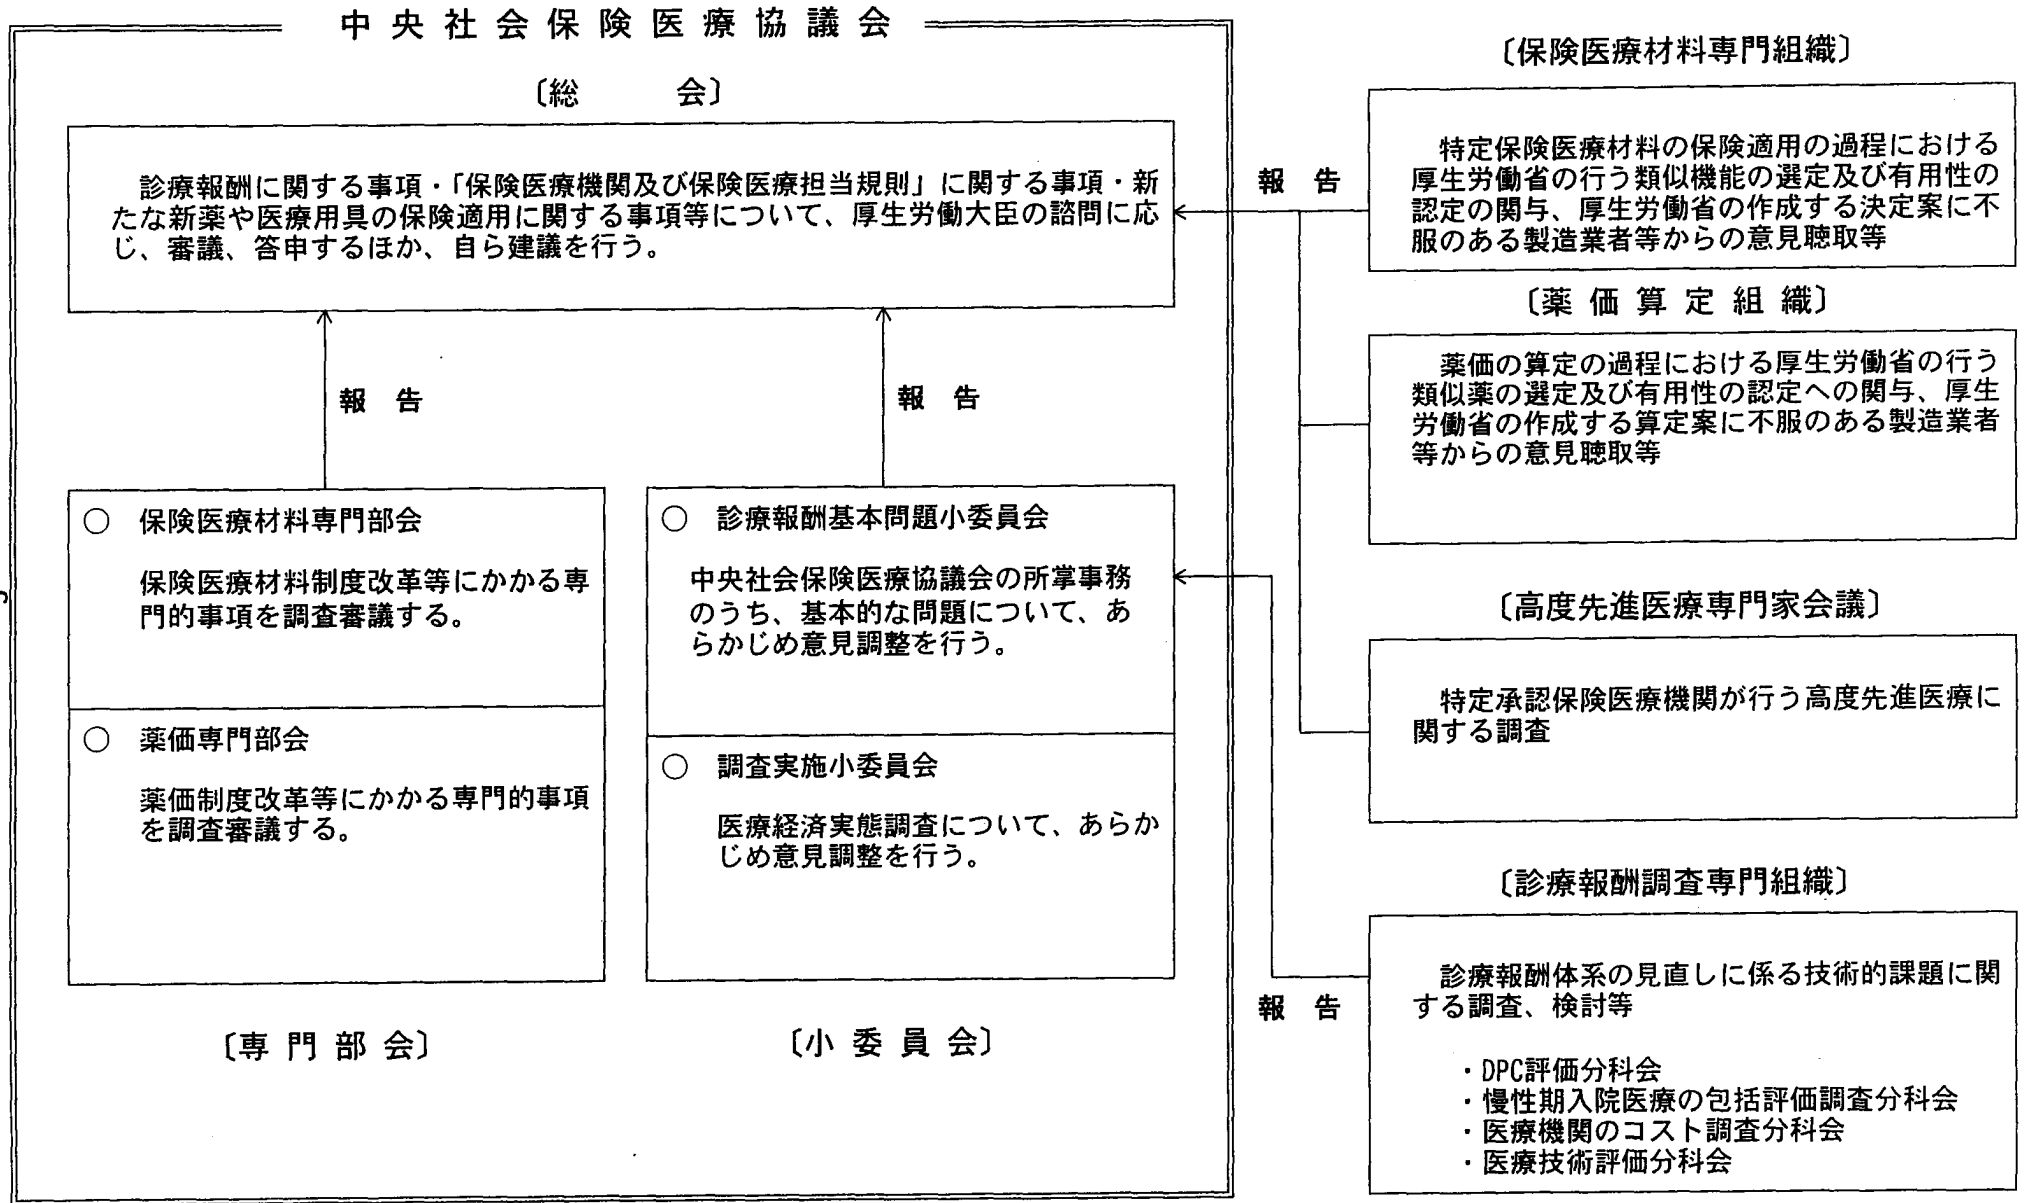 中央社会保険医療協議会
〔総　　会〕
診療報酬に関する事項・「保険医療機関及び保険医療担当規則」に関する事項・新
たな新薬や医療用具の保険適用に関する事項等について、厚生労働大臣の諮問に応
じ、審議、答申するほか、自ら建議を行う。
報　告
報　告
○　保険医療材料専門部会
保険医療材料制度改革等にかかる専
門的事項を調査審議する。
○　薬価専門部会
薬価制度改革等にかかる専門的事項
を調査審議する。
〔専門部会〕
○　診療報酬基本問題小委員会
中央社会保険医療協議会の所掌事務
のうち、基本的な問題について、あ
らかじめ意見調整を行う。
○　調査実施小委員会
医療経済実態調査について、あらか
じめ意見調整を行う。
〔小委員会〕
報　告
〔保険医療材料専門組織〕
特定保険医療材料の保険適用の過程における
厚生労働省の行う類似機能の選定及び有用性の
認定の関与、厚生労働省の作成する決定案に不
服のある製造業者等からの意見聴取等
〔薬価算定組織〕
薬価の算定の過程における厚生労働省の行う
類似薬の選定及び有用性の認定への関与、厚生
労働省の作成する算定案に不服のある製造業者
等からの意見聴取等
〔高度先進医療専門家会議〕
特定承認保険医療機関が行う高度先進医療に
関する調査
報　告
〔診療報酬調査専門組織〕
診療報酬体系の見直しに係る技術的課題に関
する調査、検討等
・DPC評価分科会
・慢性期入院医療の包括評価調査分科会
・医療機関のコスト調査分科会
・医療技術評価分科会